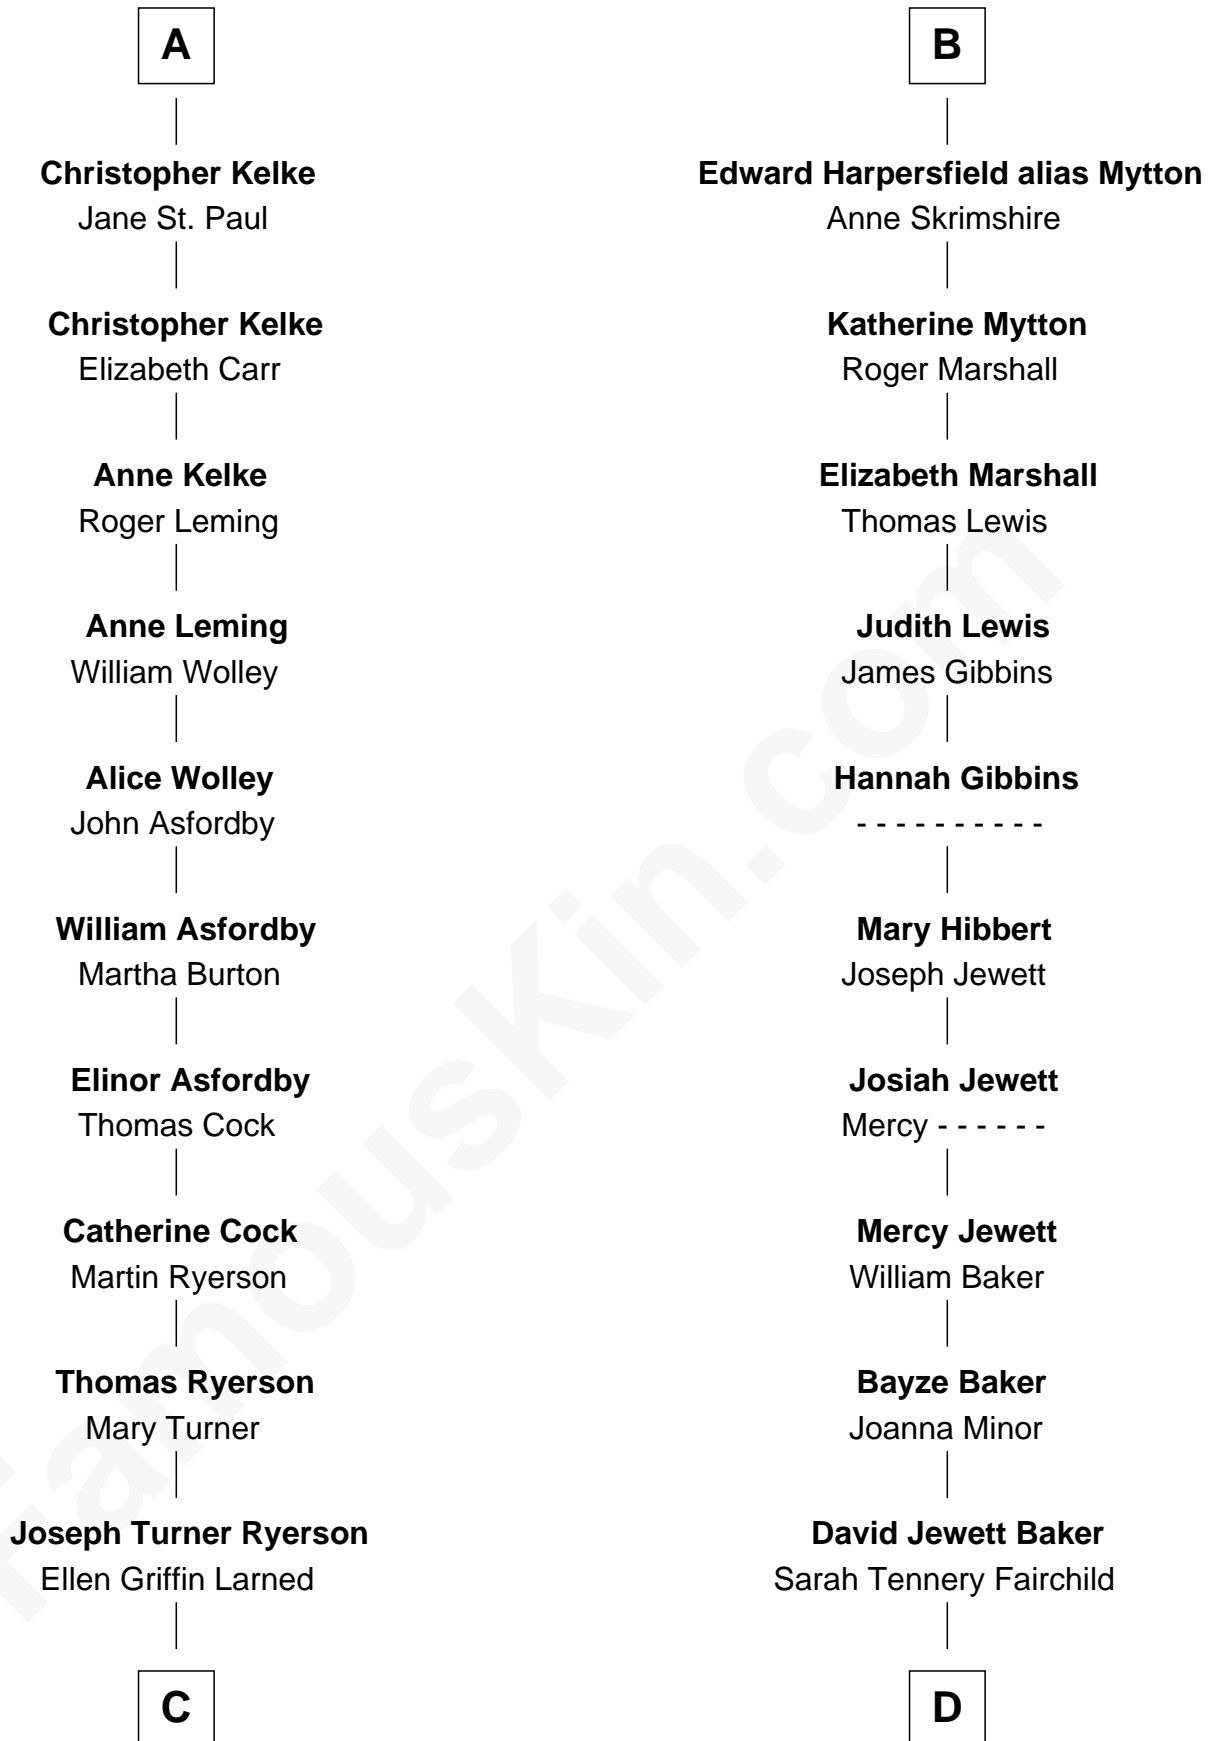 A
Christopher Kelke
Jane St. Paul
Christopher Kelke
Elizabeth Carr
Anne Kelke
Roger Leming
Anne Leming
William Wolley
Alice Wolley
John Asfordby
William Asfordby
Martha Burton
Elinor Asfordby
Thomas Cock
Catherine Cock
Martin Ryerson
Thomas Ryerson
Mary Turner
Joseph Turner Ryerson
Ellen Griffin Larned
C
B
Edward Harpersfield alias Mytton
Anne Skrimshire
Katherine Mytton
Roger Marshall
Elizabeth Marshall
Thomas Lewis
Judith Lewis
James Gibbins
Hannah Gibbins
- - - - - - - - - -
Mary Hibbert
Joseph Jewett
Josiah Jewett
Mercy - - - - - -
Mercy Jewett
William Baker
Bayze Baker
Joanna Minor
David Jewett Baker
Sarah Tennery Fairchild
D
FamousKin.com